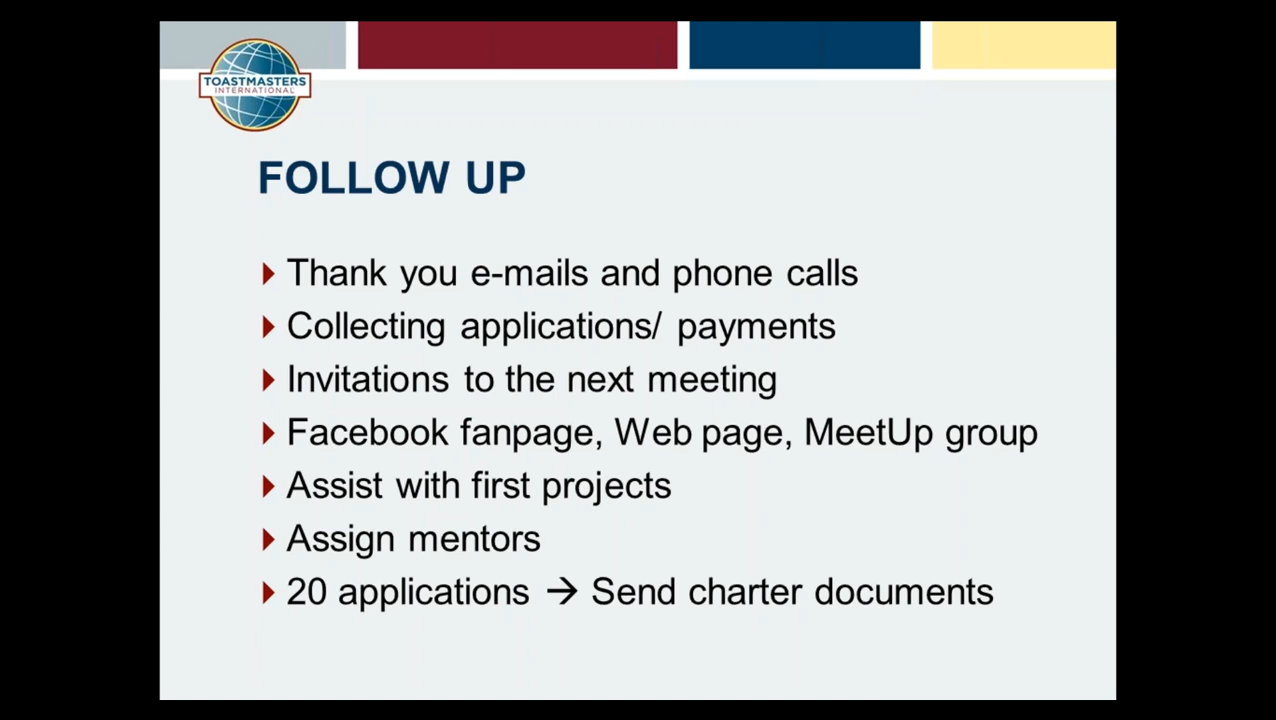 TOASTMASTERS
INTERNATIONAL
FOLLOW UP
Thank you e-mails and phone calls
Collecting applications/ payments
Invitations to the next meeting
Facebook fanpage, Web page, MeetUp group
Assist with first projects
Assign mentors
20 applications → Send charter documents